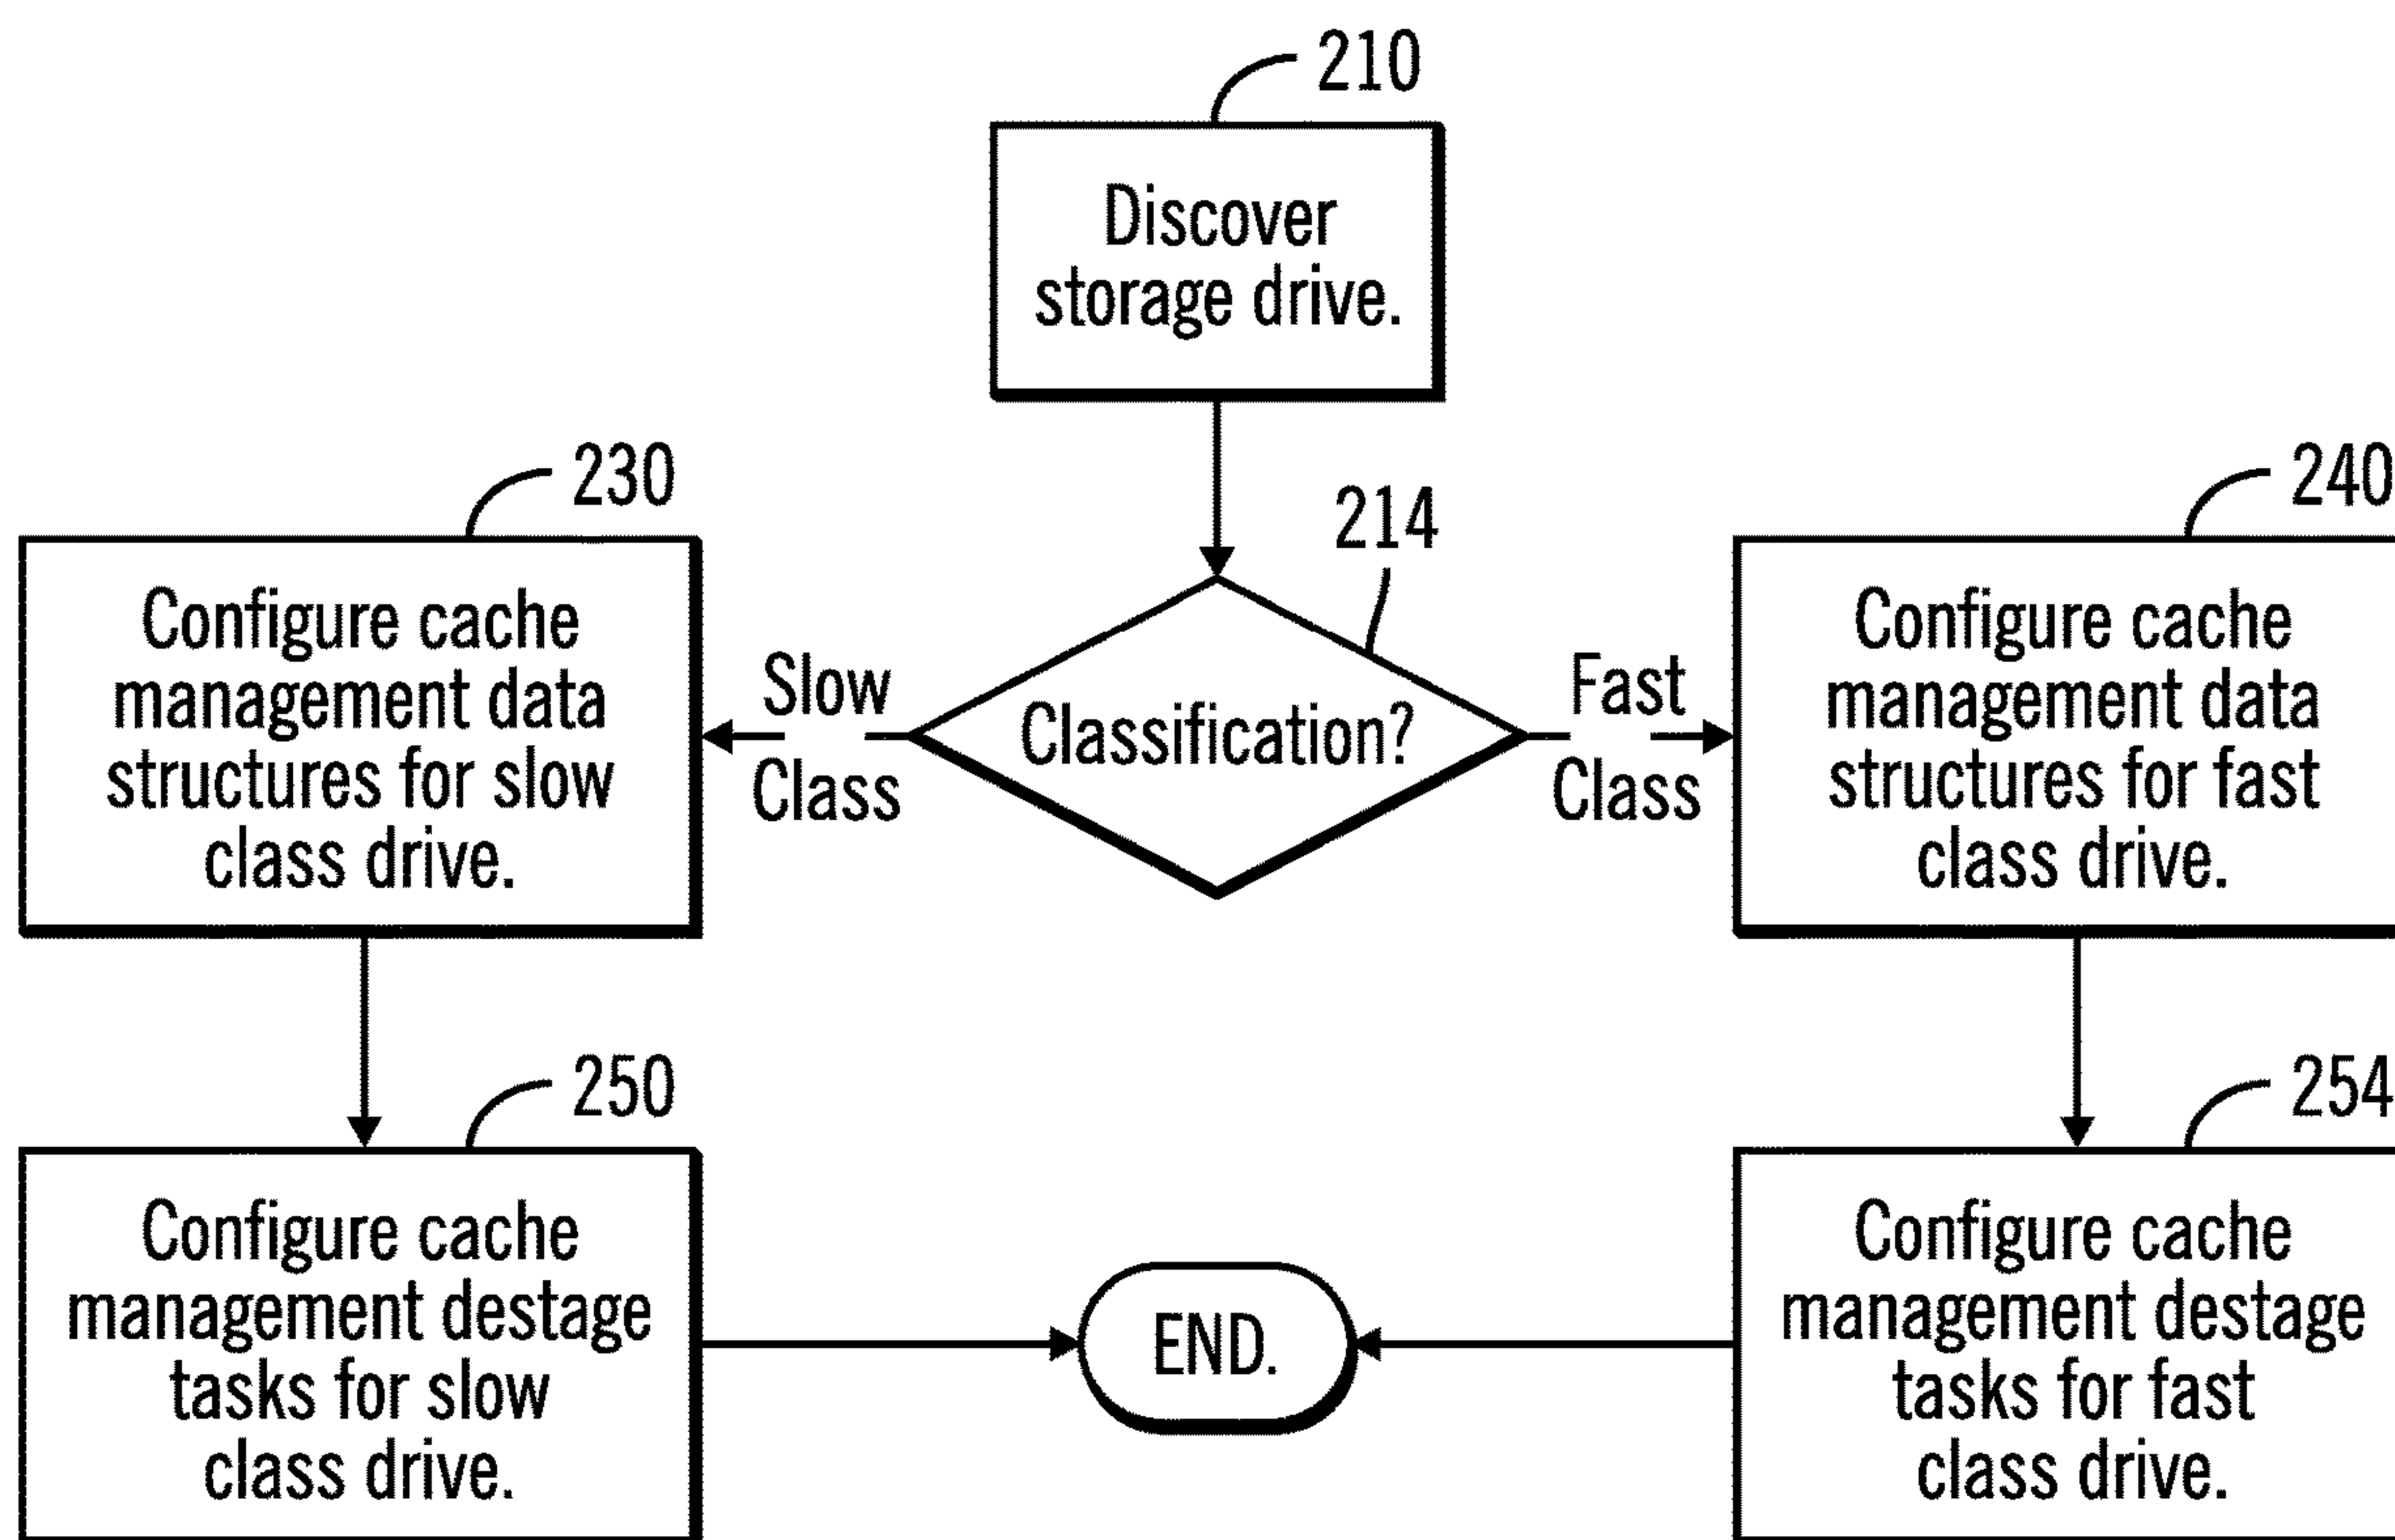 210
Discover
storage drive.
230
214
240
Configure cache
management data
structures for slow
class drive.
Slow
Class
Classification?
Fast
Class
Configure cache
management data
structures for fast
class drive.
250
254
Configure cache
management destage
tasks for slow
class drive.
END.
Configure cache
management destage
tasks for fast
class drive.